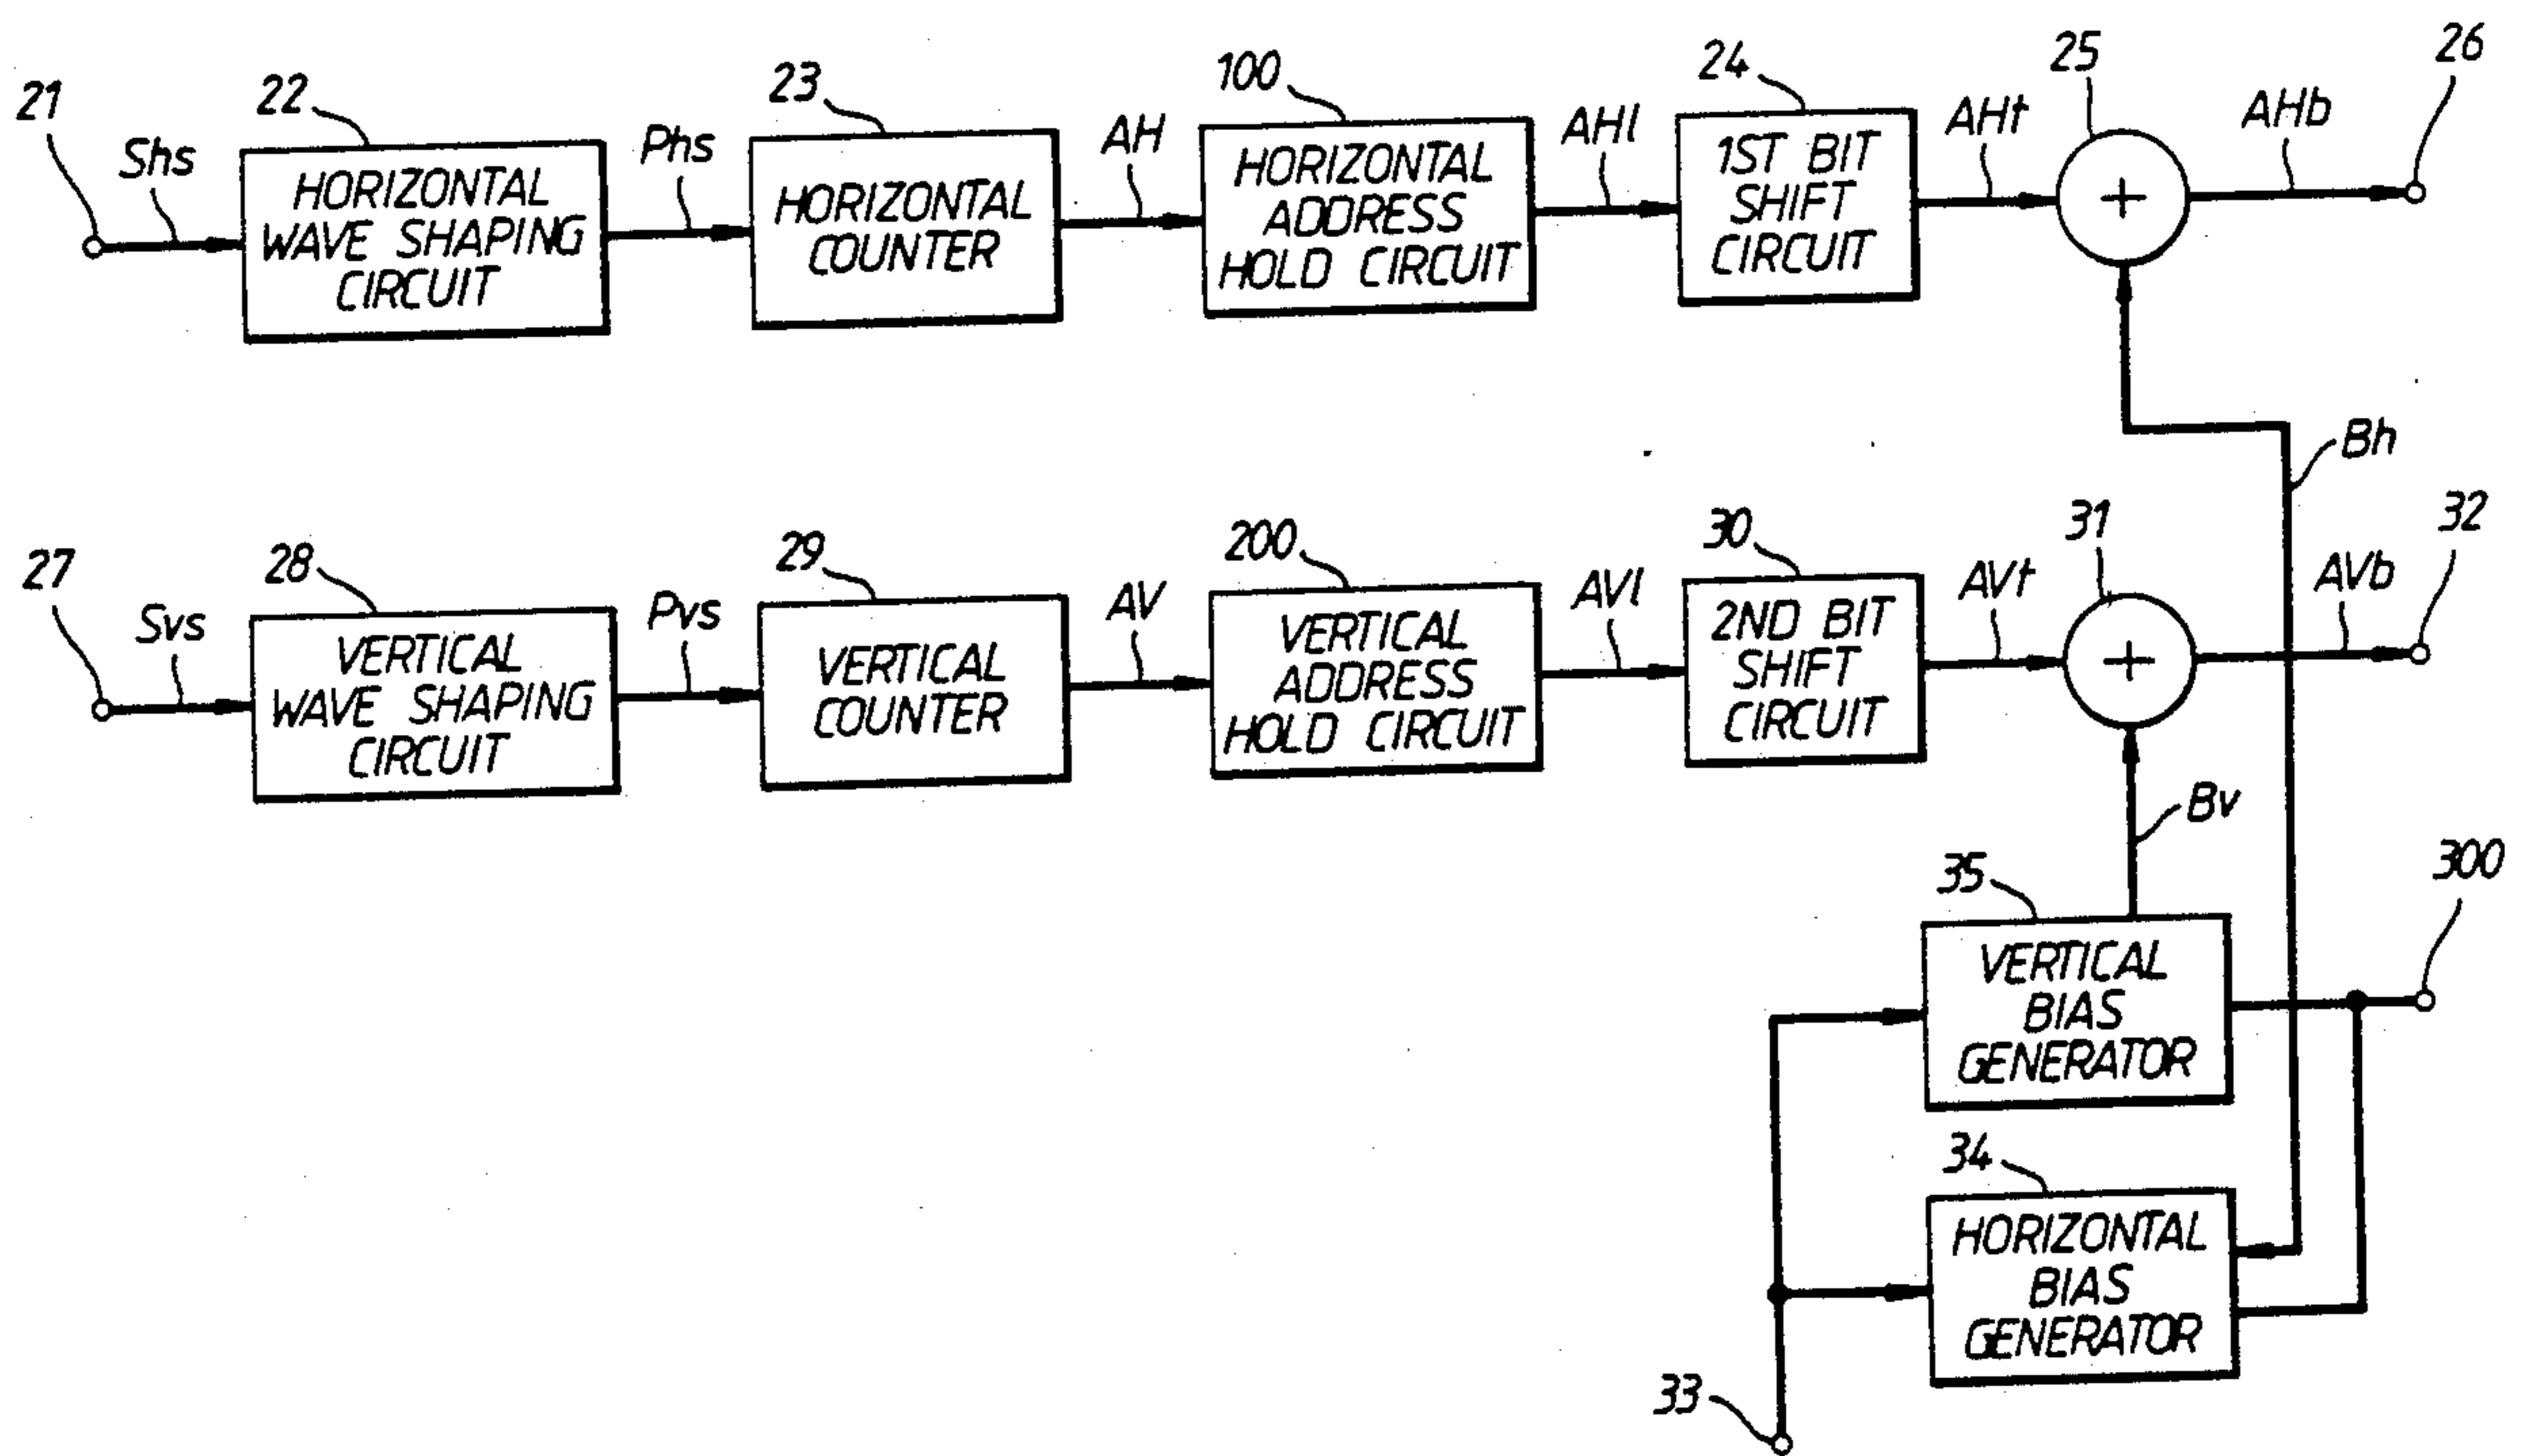 21
Shs
22
HORIZONTAL
WAVE SHAPING
CIRCUIT
Phs
23
HORIZONTAL
COUNTER
AH
100
HORIZONTAL
ADDRESS
HOLD CIRCUIT
AHl
24
1ST BIT
SHIFT
CIRCUIT
AHt
25
+
AHb
26
Bh
27
Svs
28
VERTICAL
WAVE SHAPING
CIRCUIT
Pvs
29
VERTICAL
COUNTER
AV
200
VERTICAL
ADDRESS
HOLD CIRCUIT
AVl
30
2ND BIT
SHIFT
CIRCUIT
AVt
31
+
AVb
32
Bv
35
VERTICAL
BIAS
GENERATOR
300
34
HORIZONTAL
BIAS
GENERATOR
33